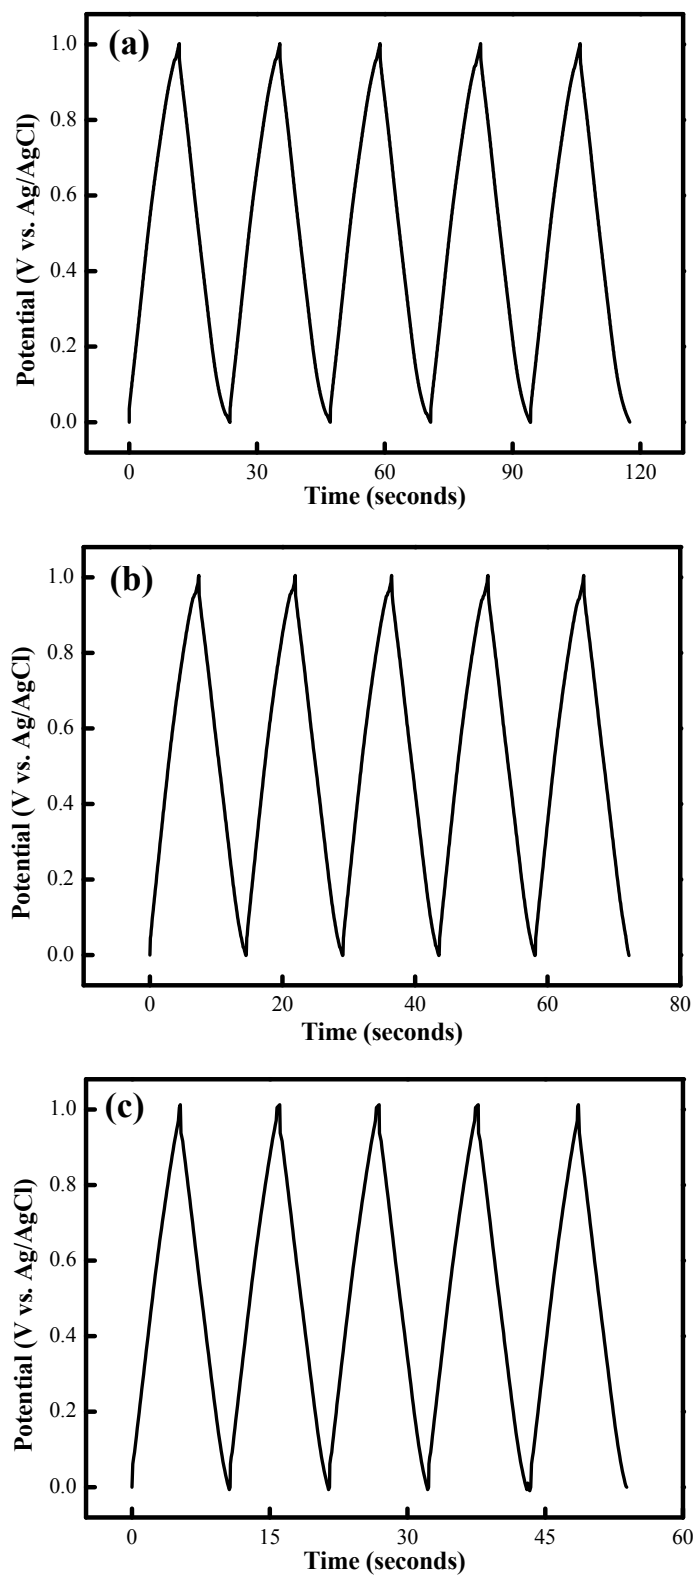 (a)
1.0
0.8
0.6
0.4
0.2
0.0
Potential (V vs. Ag/AgCl)
0 30 60 90 120
Time (seconds)
(b)
1.0
0.8
0.6
0.4
0.2
0.0
Potential (V vs. Ag/AgCl)
0 20 40 60 80
Time (seconds)
(c)
1.0
0.8
0.6
0.4
0.2
0.0
Potential (V vs. Ag/AgCl)
0 15 30 45 60
Time (seconds)